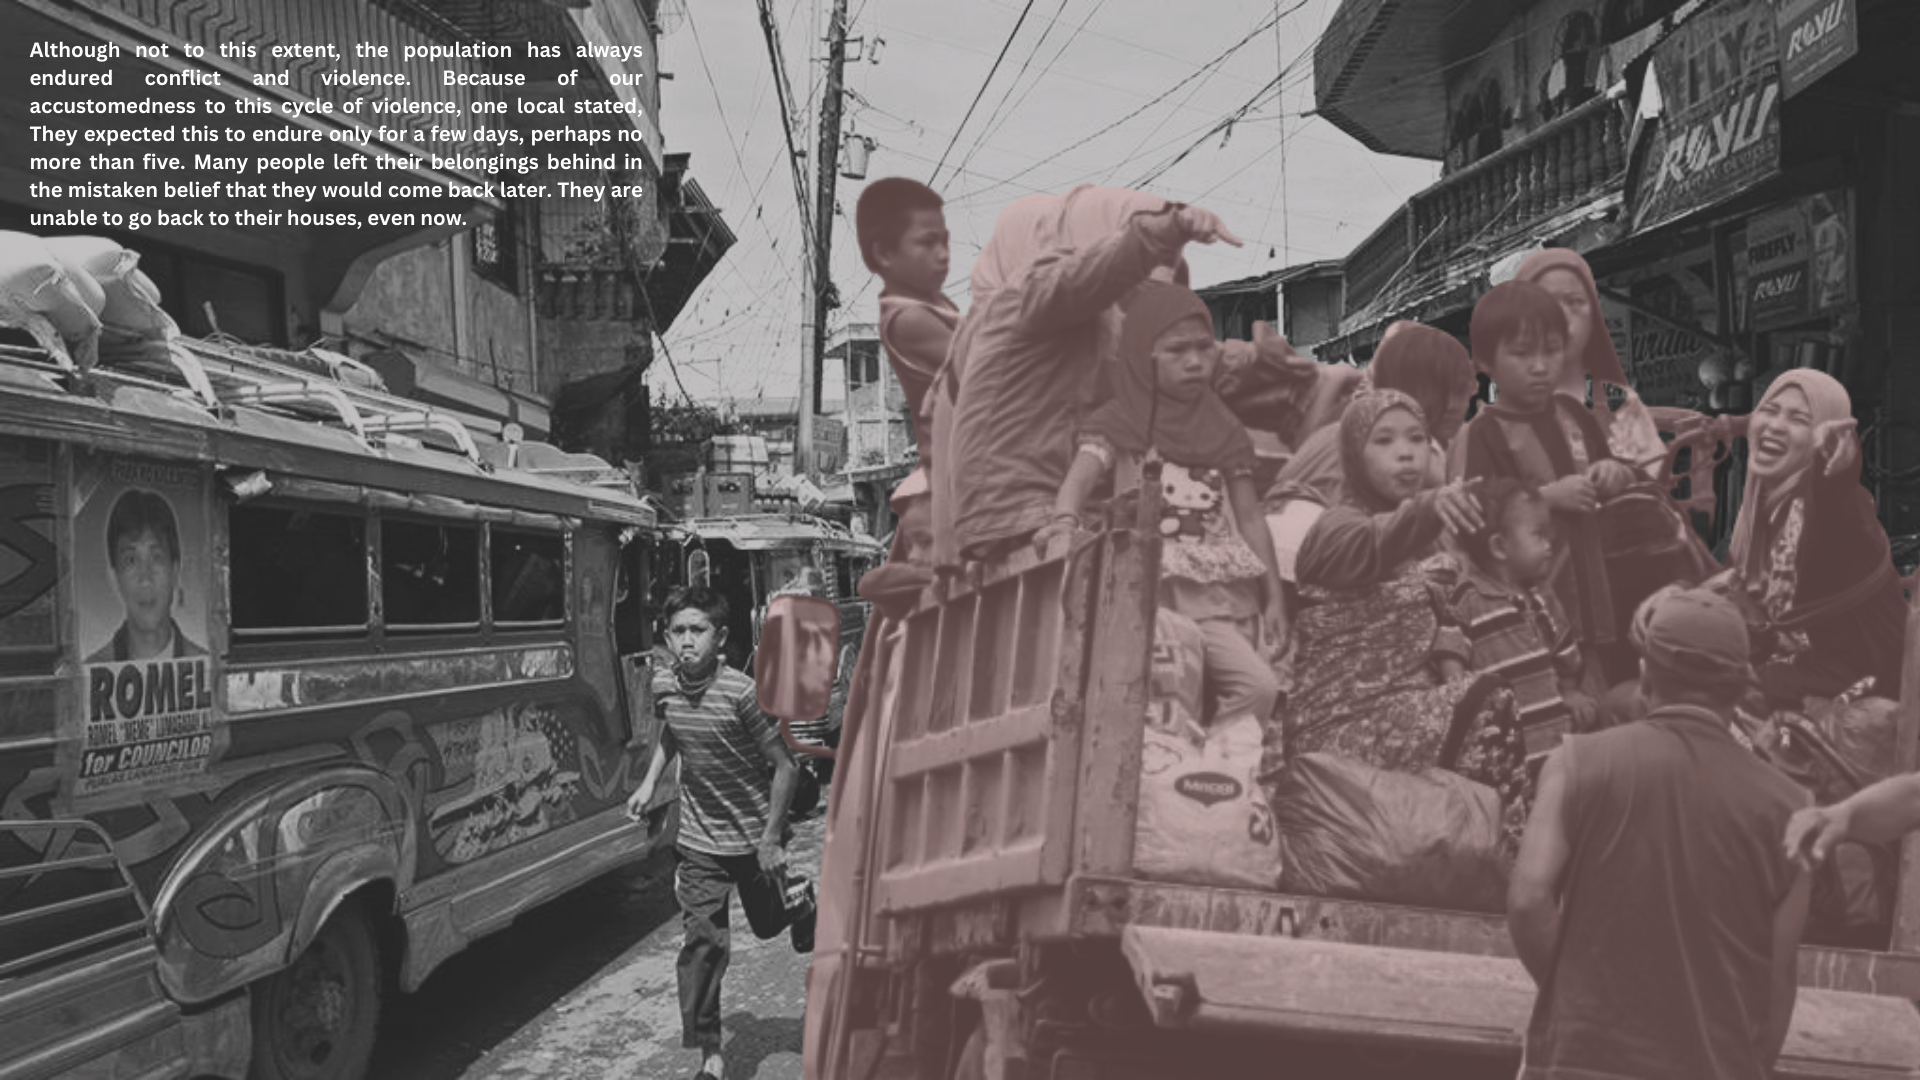 Although not to this extent, the population has always
endured conflict and violence. Because of our
accustomedness to this cycle of violence, one local stated,
They expected this to endure only for a few days, perhaps no
more than five. Many people left their belongings behind in
the mistaken belief that they would come back later. They are
unable to go back to their houses, even now.
ROYU
FLY
ROYU
FIREFLY
ROYU
ROMEL
for COUNCILOR